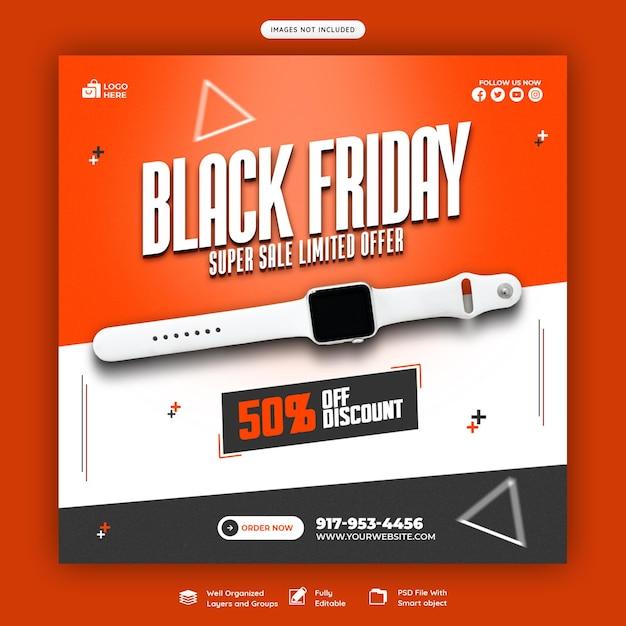 IMAGES NOT INCLUDED
LOGO
HERE
FOLLOW US NOW
BLACK FRIDAY
SUPER SALE LIMITED OFFER
50% OFF
DISCOUNT
ORDER NOW
917-953-4456
WWW.YOURWEBSITE.COM
Well Organized
Layers and Groups
Fully
Editable
PSD File With
Smart object